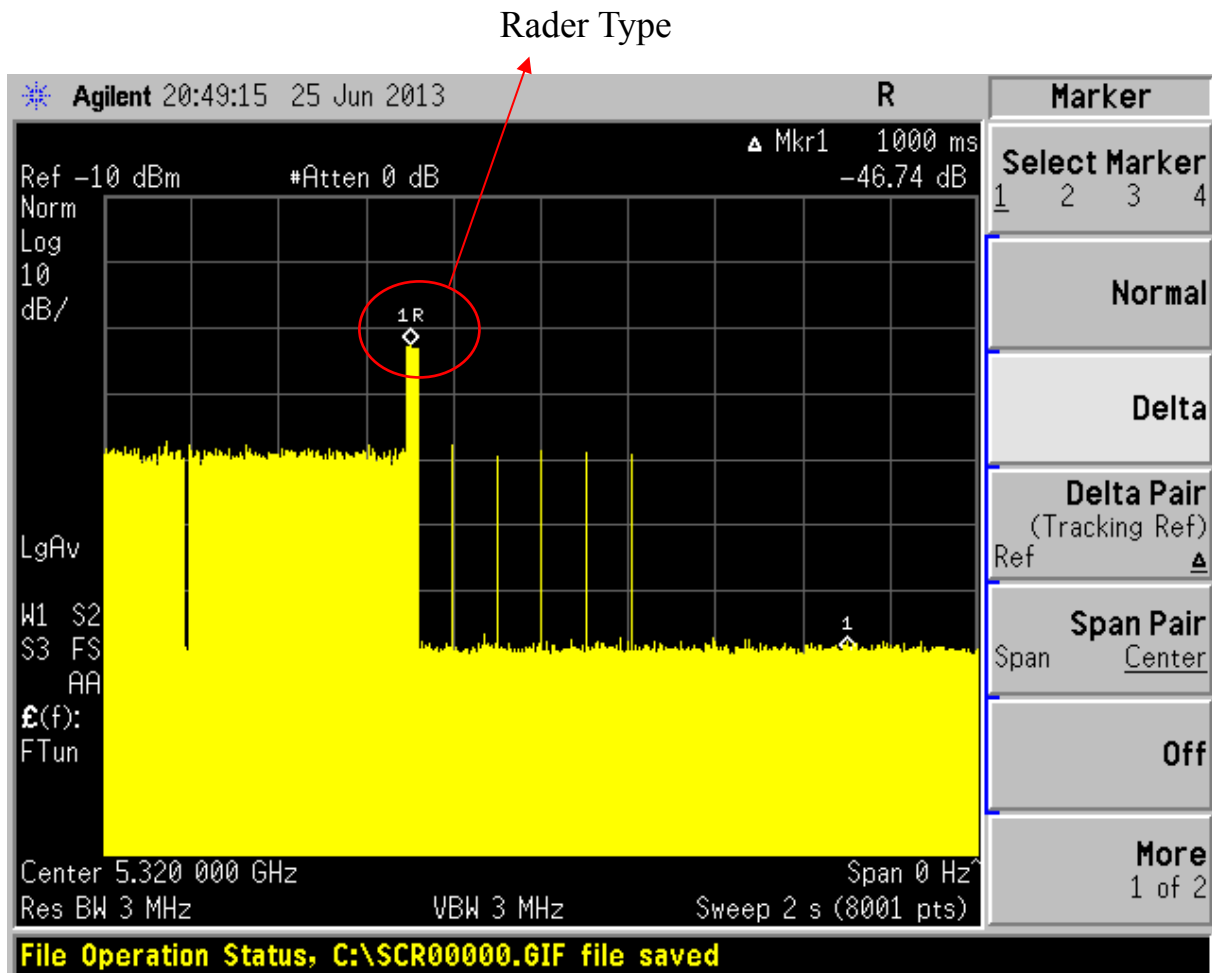 Rader Type
Agilent 20:49:15 25 Jun 2013 R
Marker
Δ Mkr1 1000 ms
Ref -10 dBm #Atten 0 dB -46.74 dB
Select Marker
1 2 3 4
Norm
Log
10
dB/
1R
Normal
Delta
Delta Pair
(Tracking Ref)
Ref Δ
LgAv
W1 S2
S3 FS
AA
1
Span Pair
Span Center
£(f):
FTun
Off
Center 5.320 000 GHz Span 0 Hz^
Res BW 3 MHz VBW 3 MHz Sweep 2 s (8001 pts)
More
1 of 2
File Operation Status, C:\SCR00000.GIF file saved